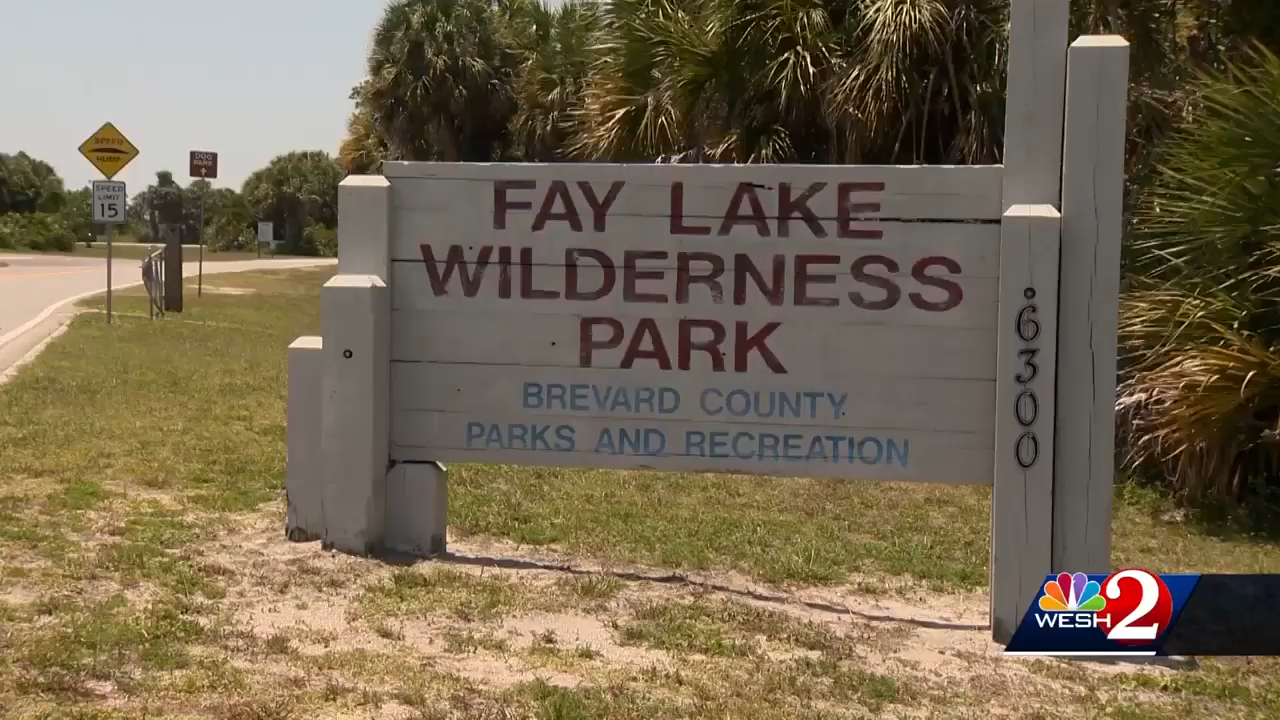 SPEED
HUMP
SPEED
LIMIT
15
DOG
PARK
FAY LAKE
WILDERNESS
PARK
BREVARD COUNTY
PARKS AND RECREATION
6300
WESH 2